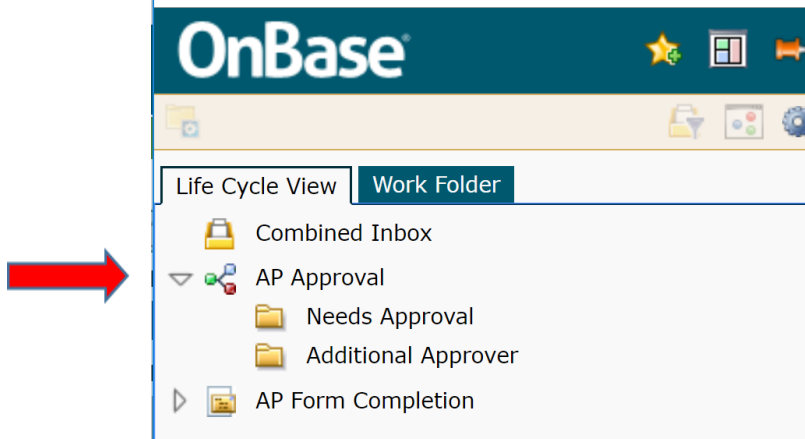 OnBase®
Life Cycle View
Work Folder
Combined Inbox
AP Approval
Needs Approval
Additional Approver
AP Form Completion